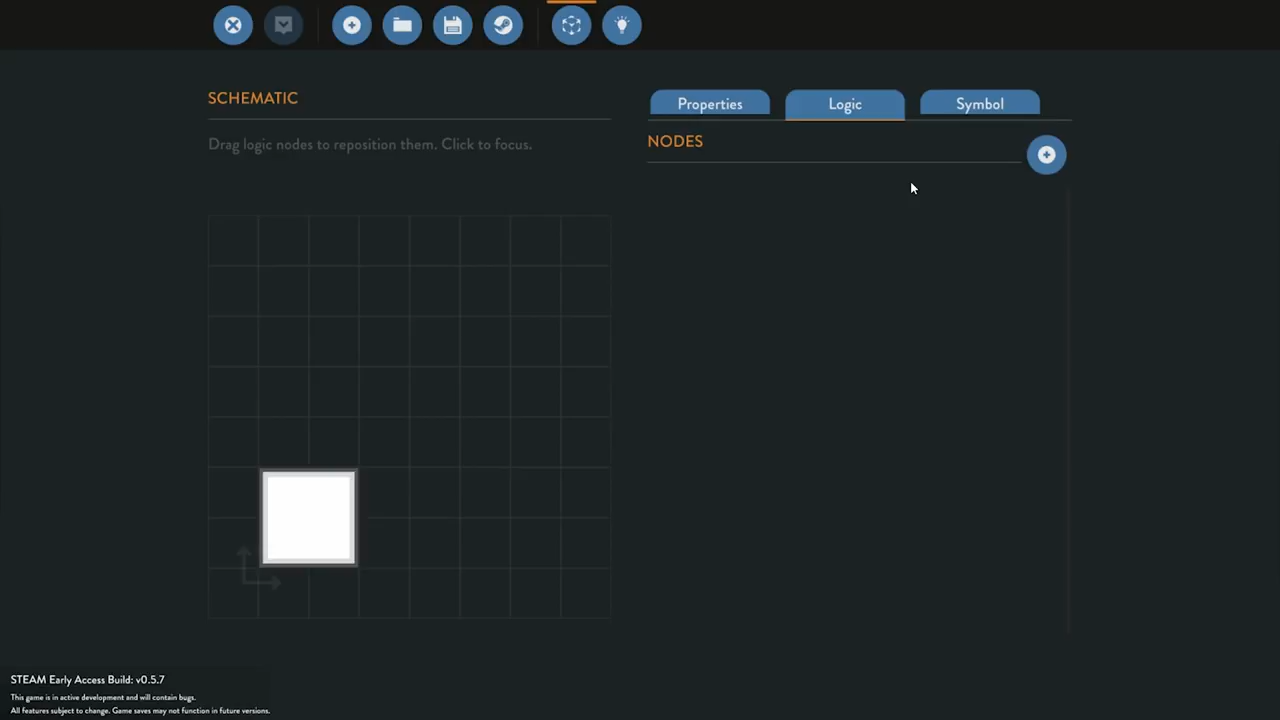 SCHEMATIC
Drag logic nodes to reposition them. Click to focus.
Properties
Logic
Symbol
NODES
STEAM Early Access Build: v0.5.7
This game is in active development and will contain bugs.
All features subject to change. Game saves may not function in future versions.